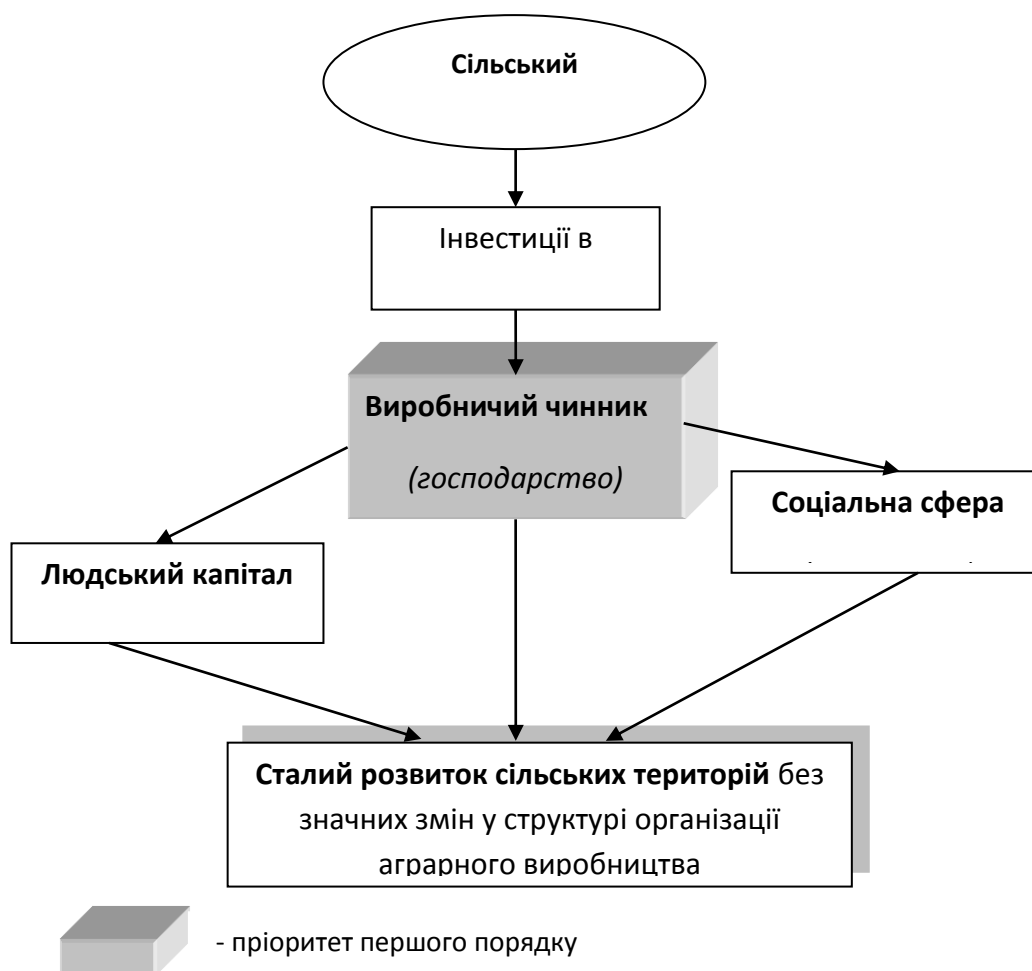 Сільський
Інвестиції в
Виробничий чинник
(господарство)
Соціальна сфера
Людський капітал
Сталий розвиток сільських територій без
значних змін у структурі організації
аграрного виробництва
- пріоритет першого порядку